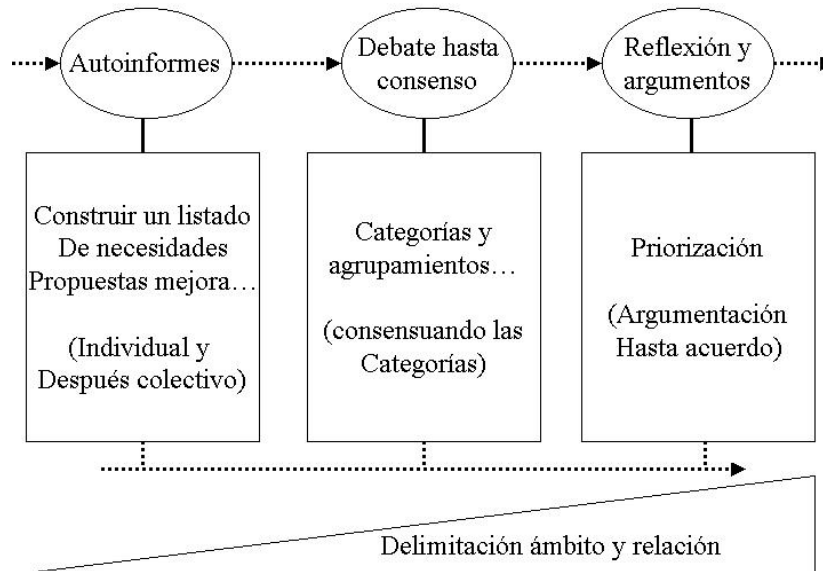 Autoinformes
Debate hasta
consenso
Reflexión y
argumentos
Construir un listado
De necesidades
Propuestas mejora…
(Individual y
Después colectivo)
Categorías y
agrupamientos…
(consensuando las
Categorías)
Priorización
(Argumentación
Hasta acuerdo)
Delimitación ámbito y relación